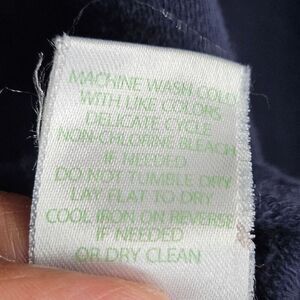 MACHINE WASH COLD
WITH LIKE COLORS
DELICATE CYCLE
NON-CHLORINE BLEACH
IF NEEDED
DO NOT TUMBLE DRY
LAY FLAT TO DRY
COOL IRON ON REVERSE
IF NEEDED
OR DRY CLEAN